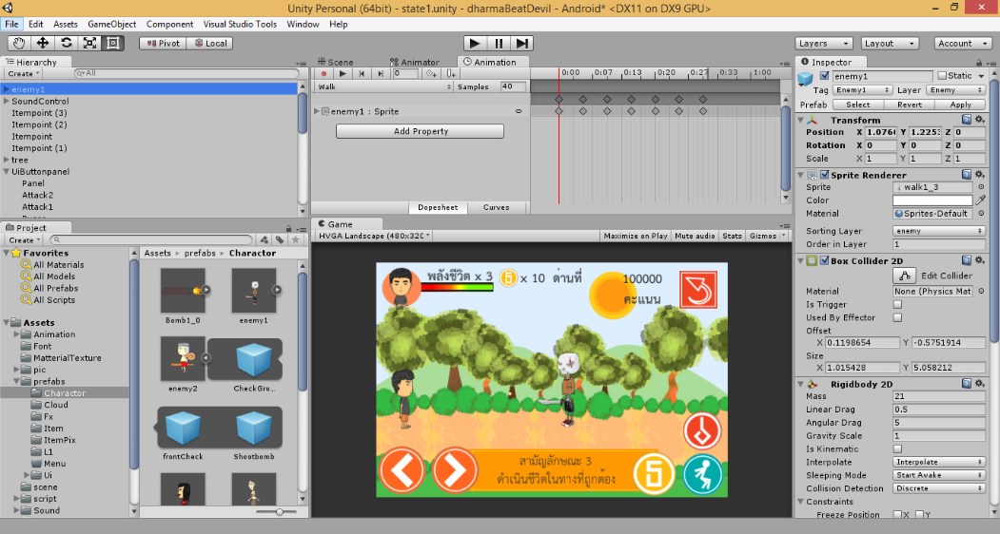 Unity Personal (64bit) - state1.unity - dharmaBeatDevil - Android* <DX11 on DX9 GPU>
File Edit Assets GameObject Component Visual Studio Tools Window Help
Pivot Local Layers Layout Account
Hierarchy
Create All
enemy1
SoundControl
Itempoint (3)
Itempoint (2)
Itempoint
Itempoint (1)
tree
UiButtonpanel
Panel
Attack2
Attack1
Scene Animator Animation
0 0:00 0:07 0:13 0:20 0:27 0:33 1:00
Walk Samples 40
enemy1 : Sprite
Add Property
Dopesheet Curves
Project
Create
Favorites
All Materials
All Models
All Prefabs
All Scripts
Assets
Animation
Font
MatterialTexture
pic
prefabs
Charactor
Cloud
Fx
Item
ItemPix
L1
Menu
Ui
scene
script
Sound
Assets prefabs Charactor
Bomb1_0 enemy1
enemy2 CheckGro...
frontCheck Shootbomb
Game
HVGA Landscape (480x320 Maximize on Play Mute audio Stats Gizmos
พลังชีวิต x 3 x 10 ด่านที่ 100000
คะแนน
สามัญลักษณะ 3
ดำเนินชีวิตในทางที่ถูกต้อง
Inspector
enemy1 Static
Tag Enemy1 Layer Enemy
Prefab Select Revert Apply
Transform
Position X 1.076 Y 1.2253 Z 0
Rotation X 0 Y 0 Z 0
Scale X 1 Y 1 Z 1
Sprite Renderer
Sprite walk1_3
Color
Material Sprites-Default
Sorting Layer enemy
Order in Layer 1
Box Collider 2D
Edit Collider
Material None (Physics Mat
Is Trigger
Used By Effector
Offset
X 0.1198654 Y -0.5751914
Size
X 1.015428 Y 5.058212
Rigidbody 2D
Mass 21
Linear Drag 0.5
Angular Drag 5
Gravity Scale 1
Is Kinematic
Interpolate Interpolate
Sleeping Mode Start Awake
Collision Detection Discrete
Constraints
Freeze Position X Y